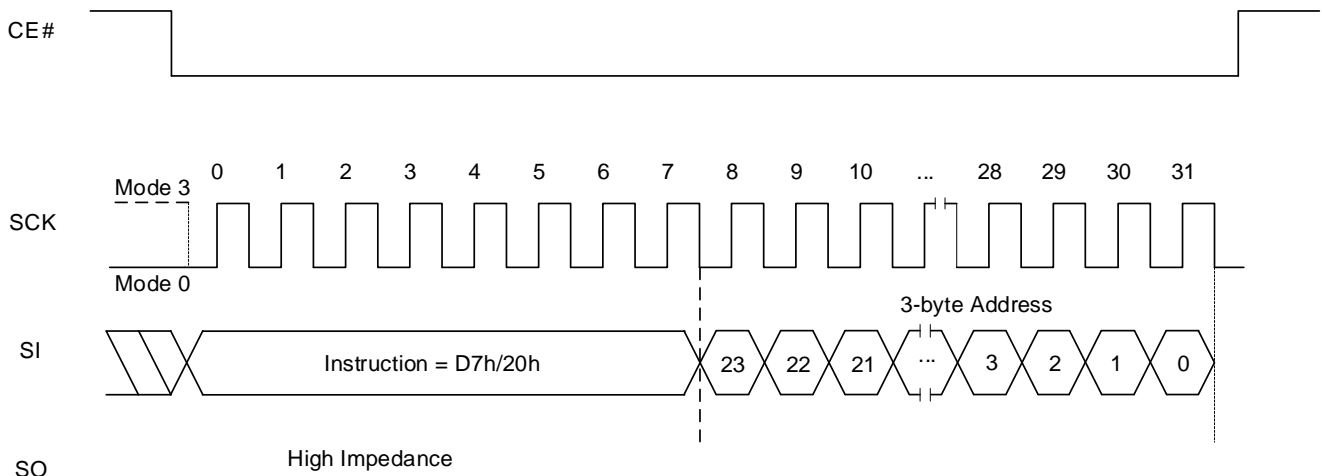 CE#
0 1 2 3 4 5 6 7 8 9 10 ... 28 29 30 31
Mode 3
SCK
Mode 0
3-byte Address
SI
Instruction = D7h/20h 23 22 21 ... 3 2 1 0
High Impedance
SO